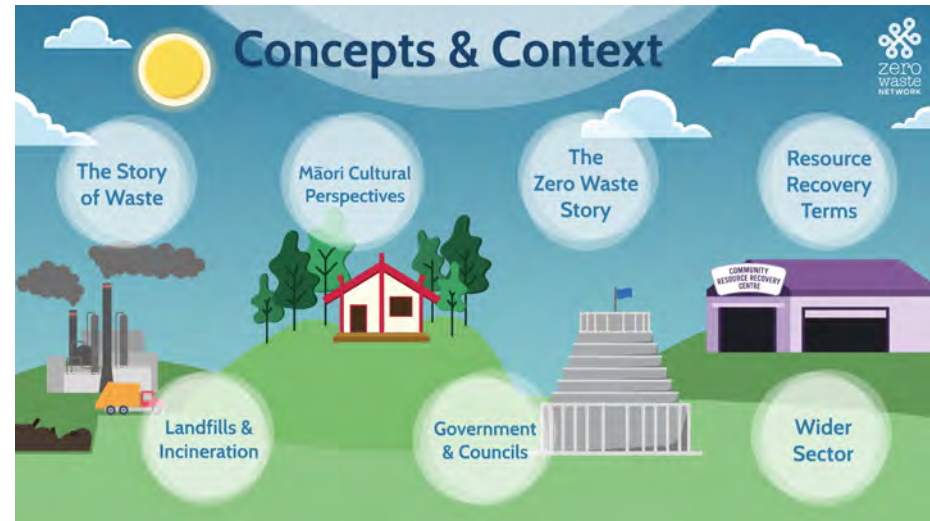 Concepts & Context
zero
waste
NETWORK
The Story
of Waste
Māori Cultural
Perspectives
The
Zero Waste
Story
Resource
Recovery
Terms
COMMUNITY
RESOURCE RECOVERY
CENTRE
Landfills &
Incineration
Government
& Councils
Wider
Sector